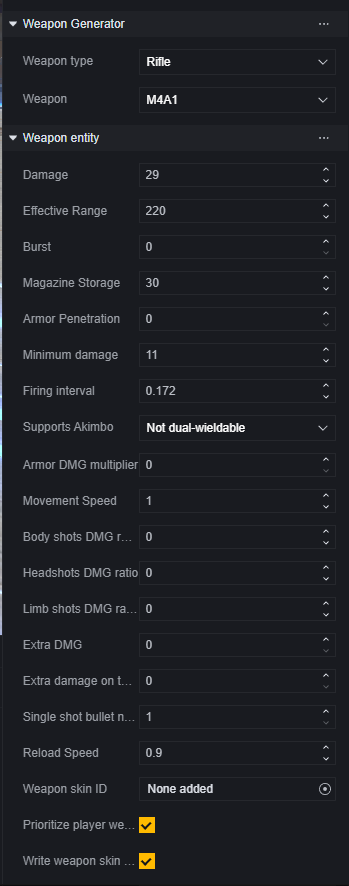 Weapon Generator ...
Weapon type Rifle
Weapon M4A1
Weapon entity ...
Damage 29
Effective Range 220
Burst 0
Magazine Storage 30
Armor Penetration 0
Minimum damage 11
Firing interval 0.172
Supports Akimbo Not dual-wieldable
Armor DMG multiplier 0
Movement Speed 1
Body shots DMG r... 0
Headshots DMG ratio 0
Limb shots DMG ra... 0
Extra DMG 0
Extra damage on t... 0
Single shot bullet n... 1
Reload Speed 0.9
Weapon skin ID None added
Prioritize player we...
Write weapon skin ...